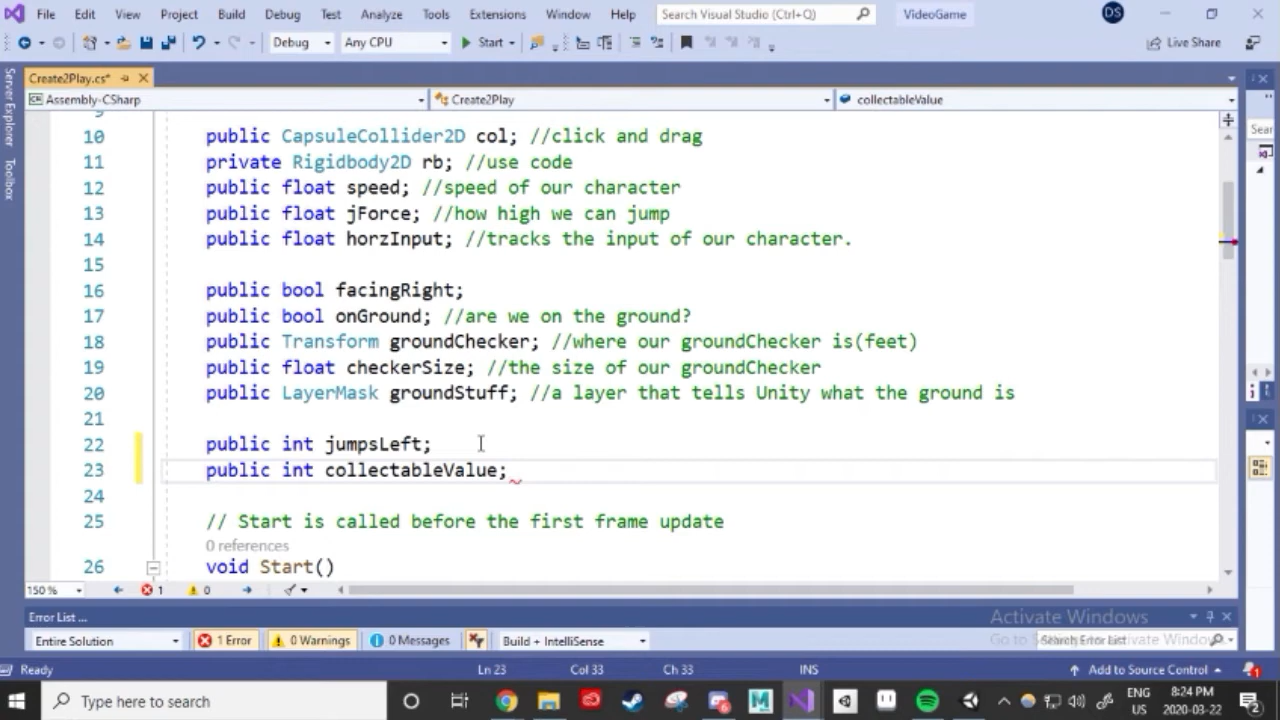 File Edit View Project Build Debug Test Analyze Tools Extensions Window Help Search Visual Studio (Ctrl+Q) VideoGame DS
Debug Any CPU Start Live Share
Create2Play.cs*
Assembly-CSharp Create2Play collectableValue
Server Explorer
Toolbox
9
10 public CapsuleCollider2D col; //click and drag
11 private Rigidbody2D rb; //use code
12 public float speed; //speed of our character
13 public float jForce; //how high we can jump
14 public float horzInput; //tracks the input of our character.
15
16 public bool facingRight;
17 public bool onGround; //are we on the ground?
18 public Transform groundChecker; //where our groundChecker is(feet)
19 public float checkerSize; //the size of our groundChecker
20 public LayerMask groundStuff; //a layer that tells Unity what the ground is
21
22 public int jumpsLeft;
23 public int collectableValue;
24
25 // Start is called before the first frame update
0 references
26 void Start()
Sear
150 % 1 0
Error List ...
Activate Windows
Entire Solution 1 Error 0 Warnings 0 Messages Build + IntelliSense Search Error List
Ready Ln 23 Col 33 Ch 33 INS Add to Source Control 1
Type here to search ENG 8:24 PM
US 2020-03-22 2